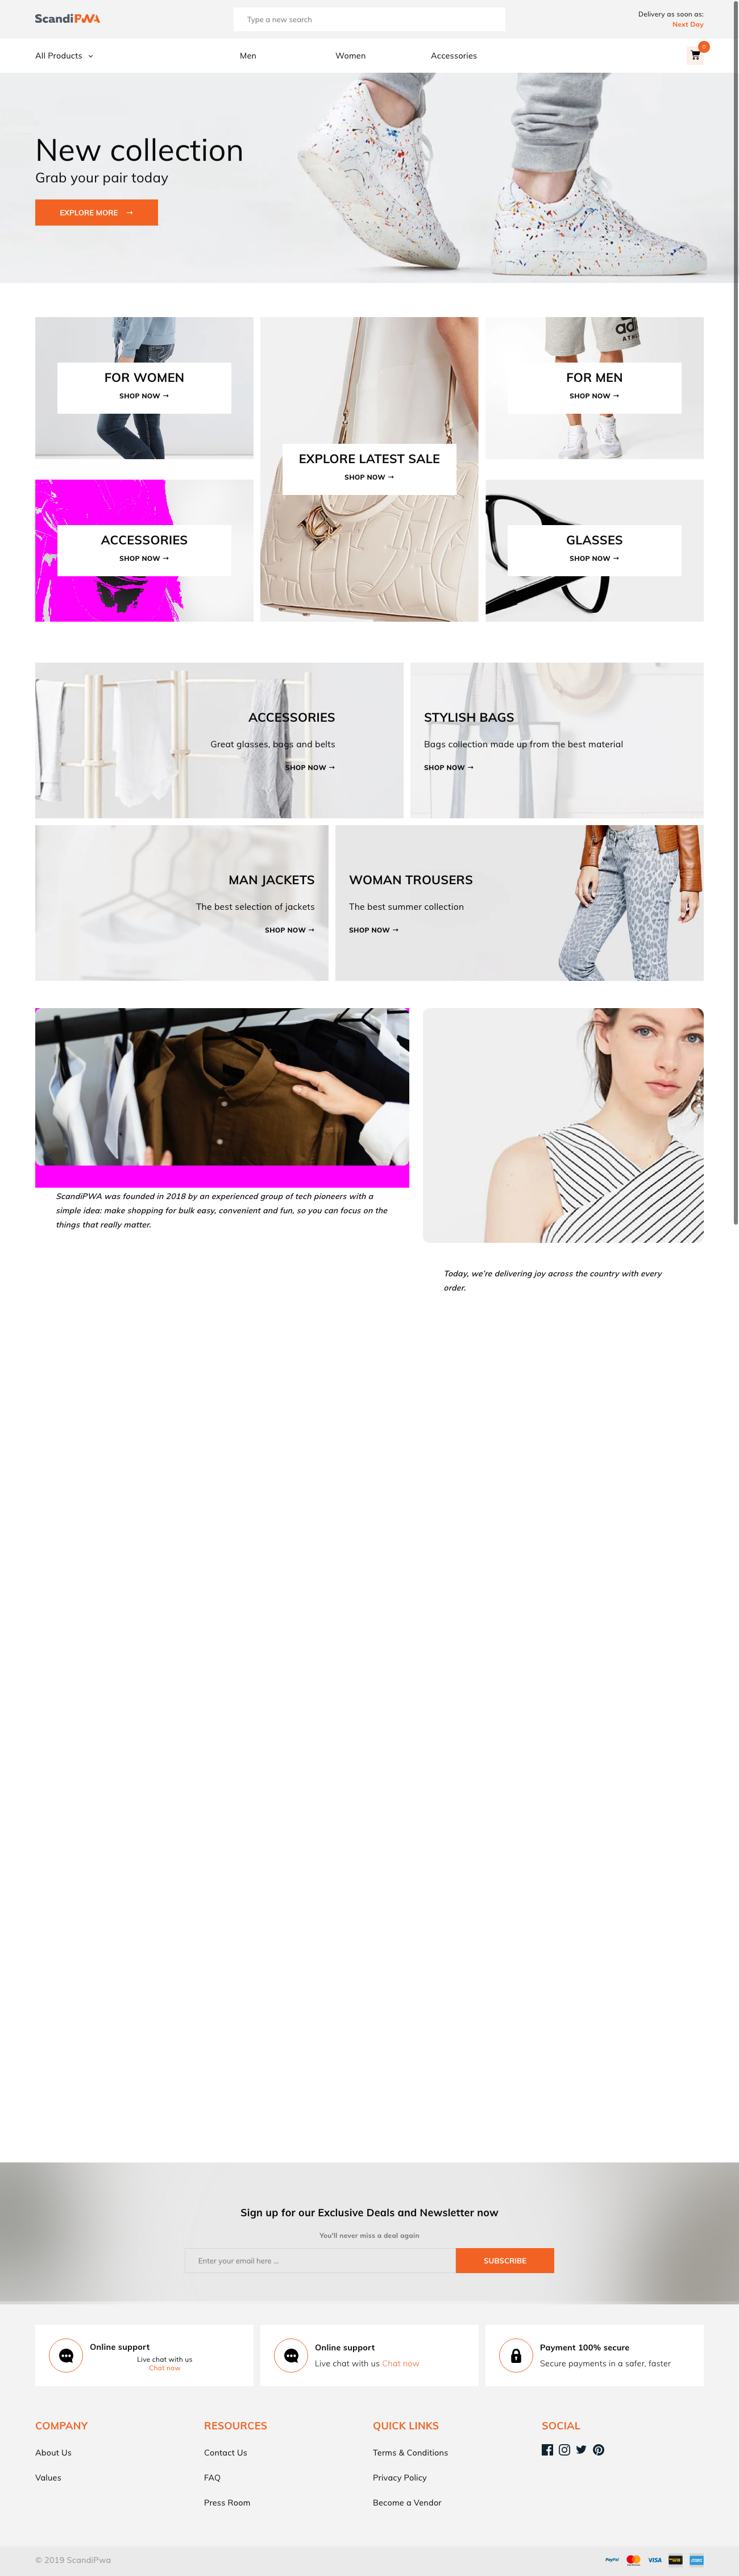 ScandiPWA
Type a new search
Delivery as soon as:
Next Day
All Products
Men
Women
Accessories
0
New collection
Grab your pair today
EXPLORE MORE →
FOR WOMEN
SHOP NOW →
EXPLORE LATEST SALE
SHOP NOW →
FOR MEN
SHOP NOW →
ACCESSORIES
SHOP NOW →
GLASSES
SHOP NOW →
ACCESSORIES
Great glasses, bags and belts
SHOP NOW →
STYLISH BAGS
Bags collection made up from the best material
SHOP NOW →
MAN JACKETS
The best selection of jackets
SHOP NOW →
WOMAN TROUSERS
The best summer collection
SHOP NOW →
ScandiPWA was founded in 2018 by an experienced group of tech pioneers with a
simple idea: make shopping for bulk easy, convenient and fun, so you can focus on the
things that really matter.
Today, we're delivering joy across the country with every
order.
Sign up for our Exclusive Deals and Newsletter now
You'll never miss a deal again
Enter your email here ...
SUBSCRIBE
Online support
Live chat with us
Chat now
Online support
Live chat with us Chat now
Payment 100% secure
Secure payments in a safer, faster
COMPANY
About Us
Values
RESOURCES
Contact Us
FAQ
Press Room
QUICK LINKS
Terms & Conditions
Privacy Policy
Become a Vendor
SOCIAL
© 2019 ScandiPwa
PayPal
VISA